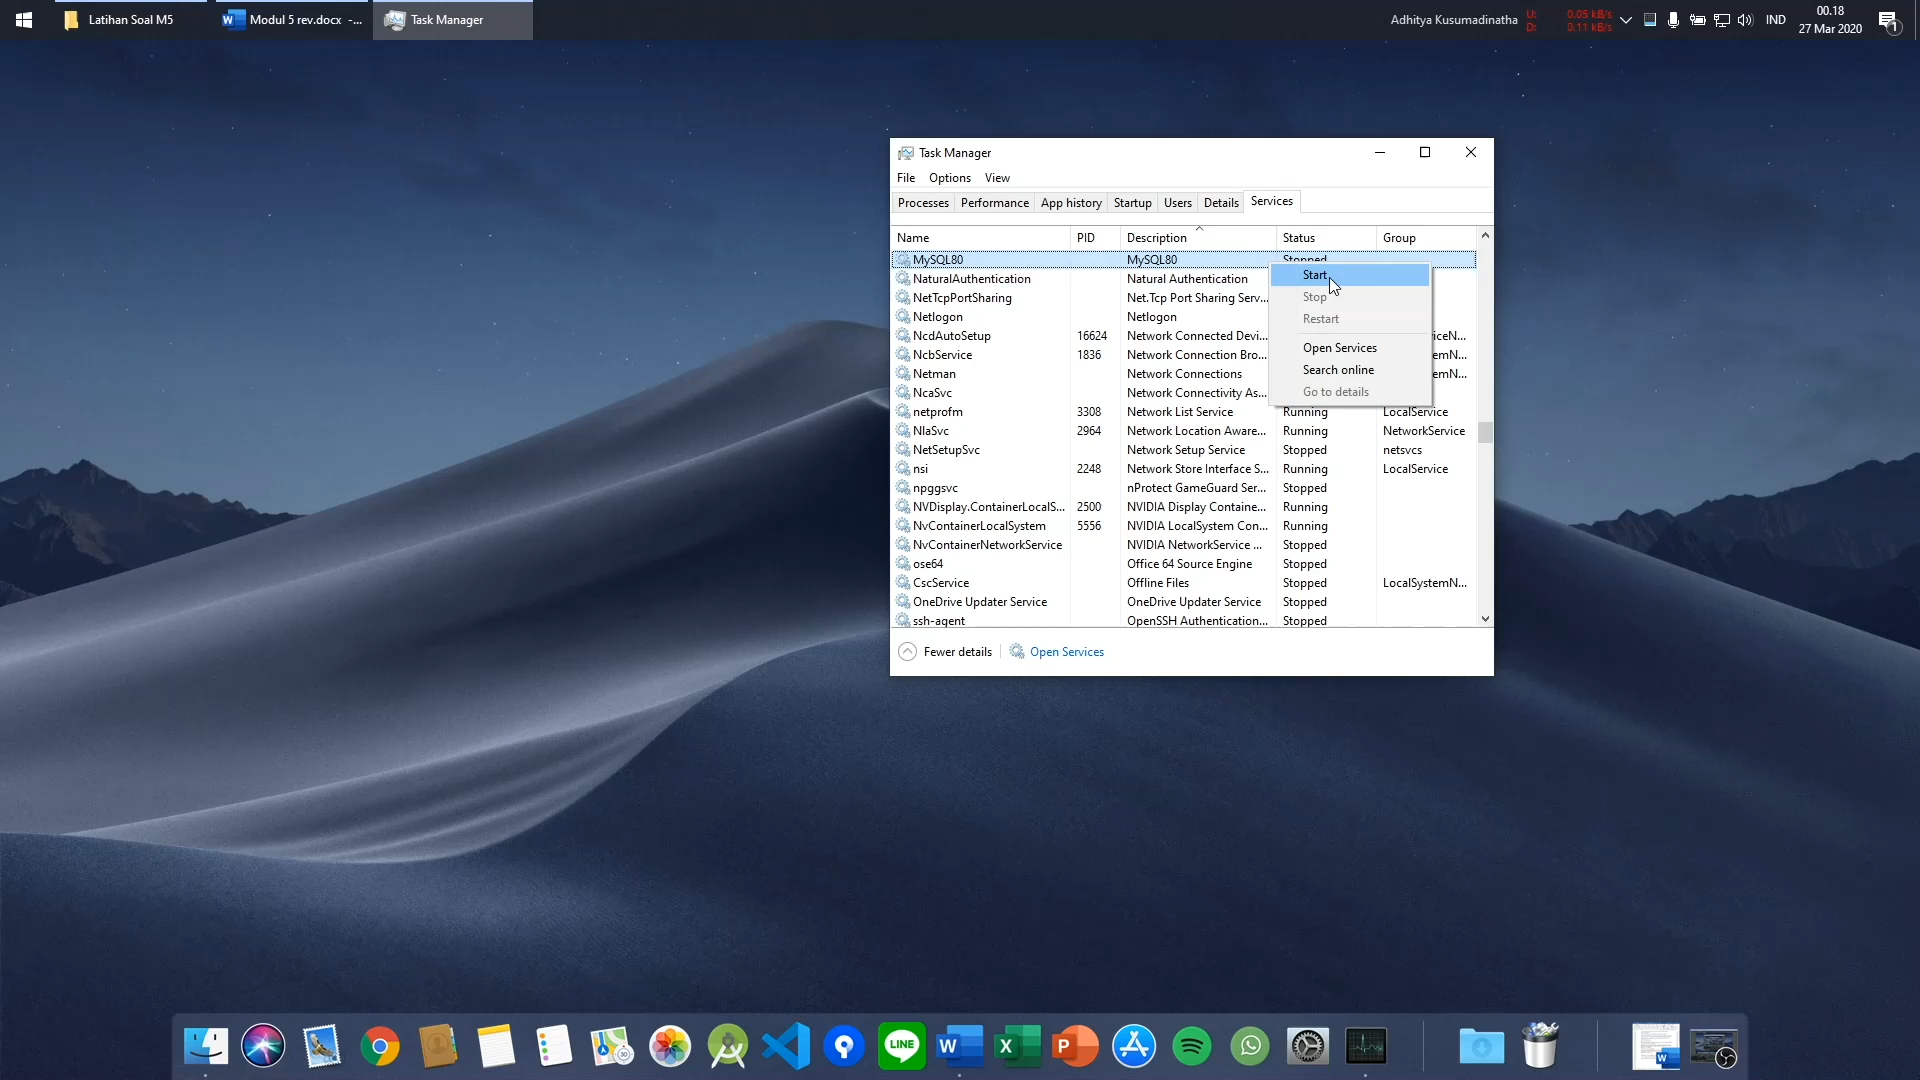 Latihan Soal M5
Modul 5 rev.docx -...
Task Manager
Adhitya Kusumadinatha
U: 0.05 kB/s
D: 0.11 kB/s
IND
00.18
27 Mar 2020
1
Task Manager
File Options View
Processes Performance App history Startup Users Details Services
Name PID Description Status Group
MySQL80 MySQL80 Stopped
NaturalAuthentication Natural Authentication
NetTcpPortSharing Net.Tcp Port Sharing Serv...
Netlogon Netlogon
NcdAutoSetup 16624 Network Connected Devi... iceN...
NcbService 1836 Network Connection Bro... emN...
Netman Network Connections emN...
NcaSvc Network Connectivity As...
netprofm 3308 Network List Service Running LocalService
NlaSvc 2964 Network Location Aware... Running NetworkService
NetSetupSvc Network Setup Service Stopped netsvcs
nsi 2248 Network Store Interface S... Running LocalService
npggsvc nProtect GameGuard Ser... Stopped
NVDisplay.ContainerLocalS... 2500 NVIDIA Display Containe... Running
NvContainerLocalSystem 5556 NVIDIA LocalSystem Con... Running
NvContainerNetworkService NVIDIA NetworkService ... Stopped
ose64 Office 64 Source Engine Stopped
CscService Offline Files Stopped LocalSystemN...
OneDrive Updater Service OneDrive Updater Service Stopped
ssh-agent OpenSSH Authentication... Stopped
Start
Stop
Restart
Open Services
Search online
Go to details
Fewer details Open Services
3D
LINE
W
X
P
W